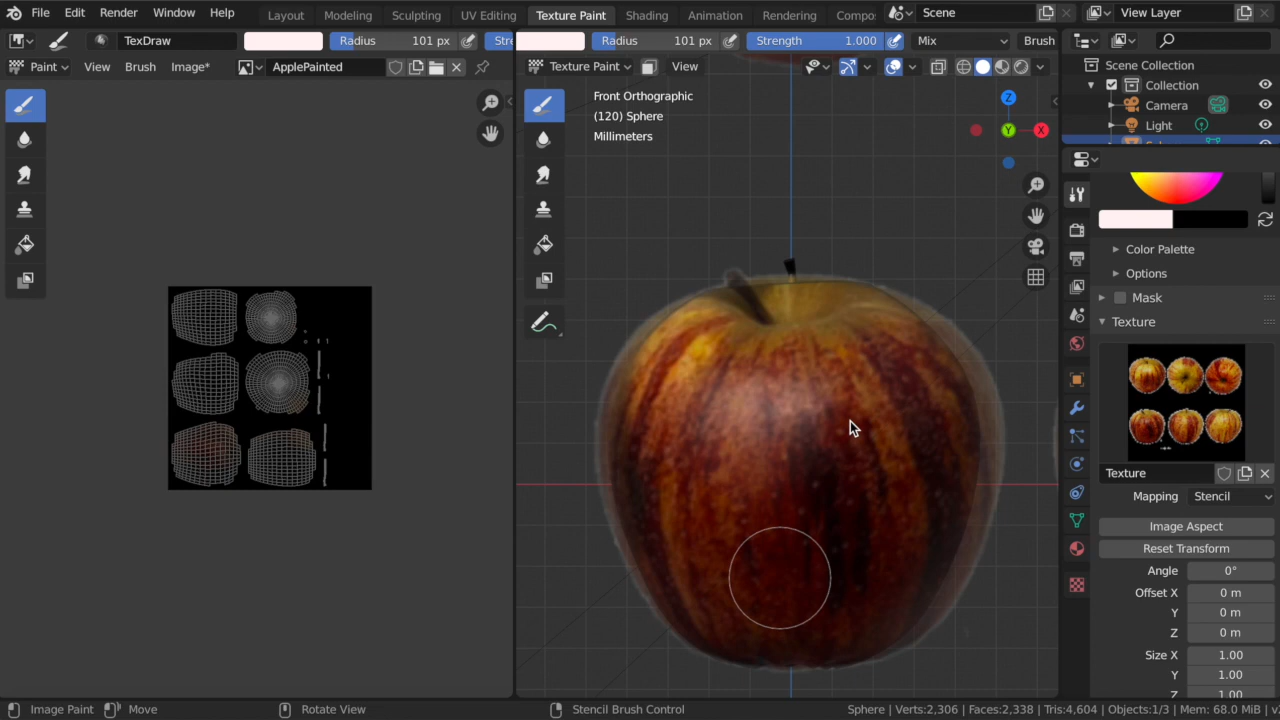 File Edit Render Window Help Layout Modeling Sculpting UV Editing Texture Paint Shading Animation Rendering Compo Scene View Layer
TexDraw Radius 101 px Stre Radius 101 px Strength 1.000 Mix Brush
Paint View Brush Image* ApplePainted Texture Paint View
Scene Collection
Collection
Camera
Light
Front Orthographic
(120) Sphere
Millimeters
Z
Y
X
Color Palette
Options
Mask
Texture
Texture
Mapping Stencil
Image Aspect
Reset Transform
Angle 0°
Offset X 0 m
Y 0 m
Z 0 m
Size X 1.00
Y 1.00
Z 1.00
Image Paint Move Rotate View Stencil Brush Control Sphere | Verts:2,306 | Faces:2,338 | Tris:4,604 | Objects:1/3 | Mem: 68.0 MiB | v